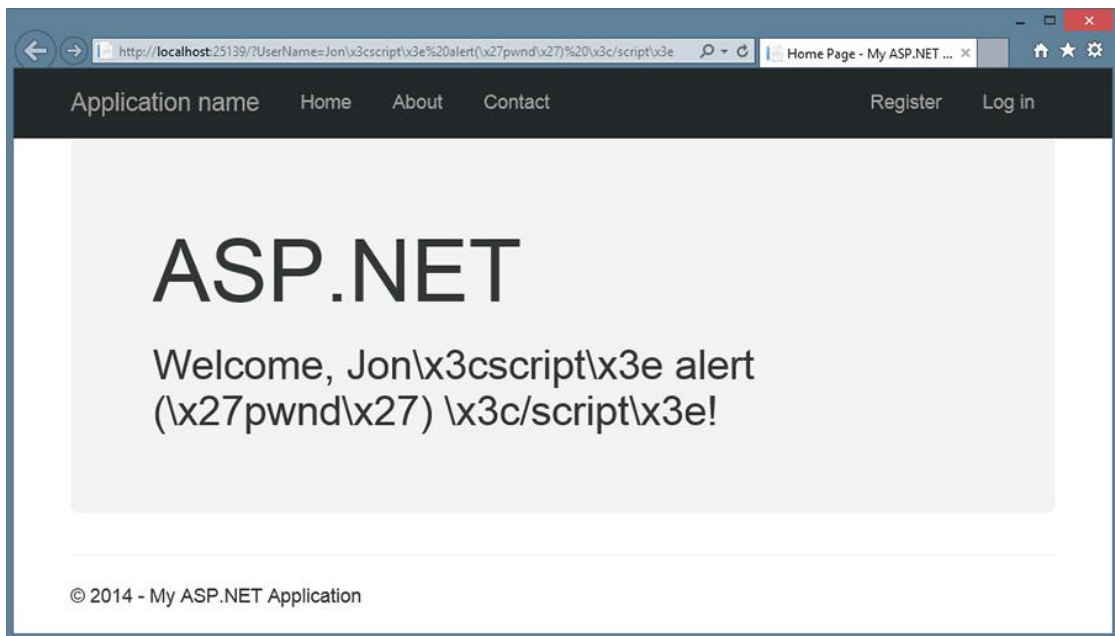 http://localhost:25139/?UserName=Jon\x3cscript\x3e%20alert(\x27pwnd\x27)%20\x3c/script\x3e
Home Page - My ASP.NET ...
Application name Home About Contact Register Log in
ASP.NET
Welcome, Jon\x3cscript\x3e alert
(\x27pwnd\x27) \x3c/script\x3e!
© 2014 - My ASP.NET Application